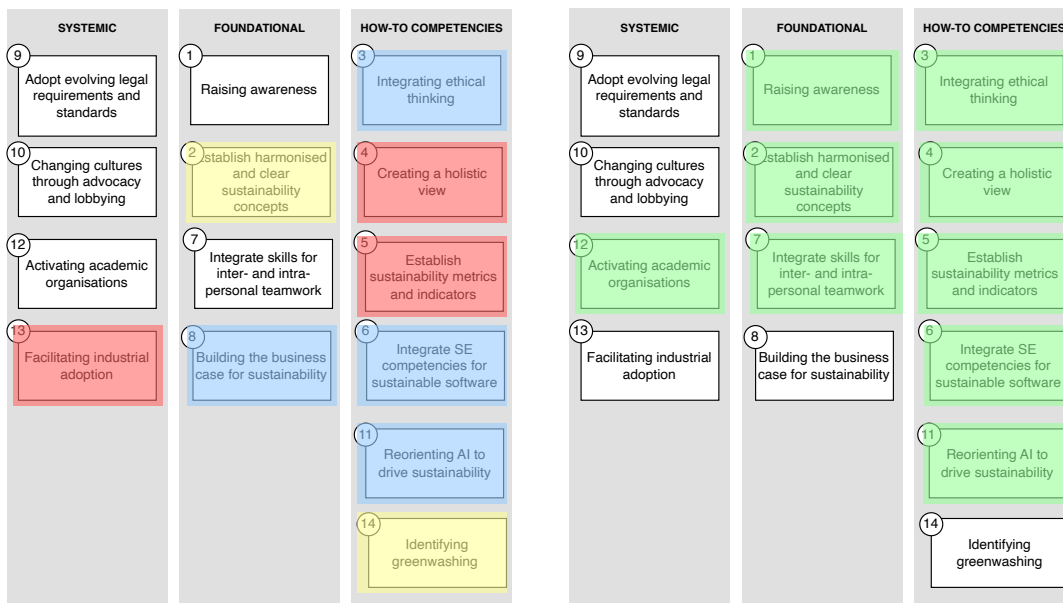 SYSTEMIC
9
Adopt evolving legal
requirements and
standards
10
Changing cultures
through advocacy
and lobbying
12
Activating academic
organisations
13
Facilitating industrial
adoption
FOUNDATIONAL
1
Raising awareness
2
Establish harmonised
and clear
sustainability
concepts
7
Integrate skills for
inter- and intra-
personal teamwork
8
Building the business
case for sustainability
HOW-TO COMPETENCIES
3
Integrating ethical
thinking
4
Creating a holistic
view
5
Establish
sustainability metrics
and indicators
6
Integrate SE
competencies for
sustainable software
11
Reorienting AI to
drive sustainability
14
Identifying
greenwashing
SYSTEMIC
9
Adopt evolving legal
requirements and
standards
10
Changing cultures
through advocacy
and lobbying
12
Activating academic
organisations
13
Facilitating industrial
adoption
FOUNDATIONAL
1
Raising awareness
2
Establish harmonised
and clear
sustainability
concepts
7
Integrate skills for
inter- and intra-
personal teamwork
8
Building the business
case for sustainability
HOW-TO COMPETENCIES
3
Integrating ethical
thinking
4
Creating a holistic
view
5
Establish
sustainability metrics
and indicators
6
Integrate SE
competencies for
sustainable software
11
Reorienting AI to
drive sustainability
14
Identifying
greenwashing